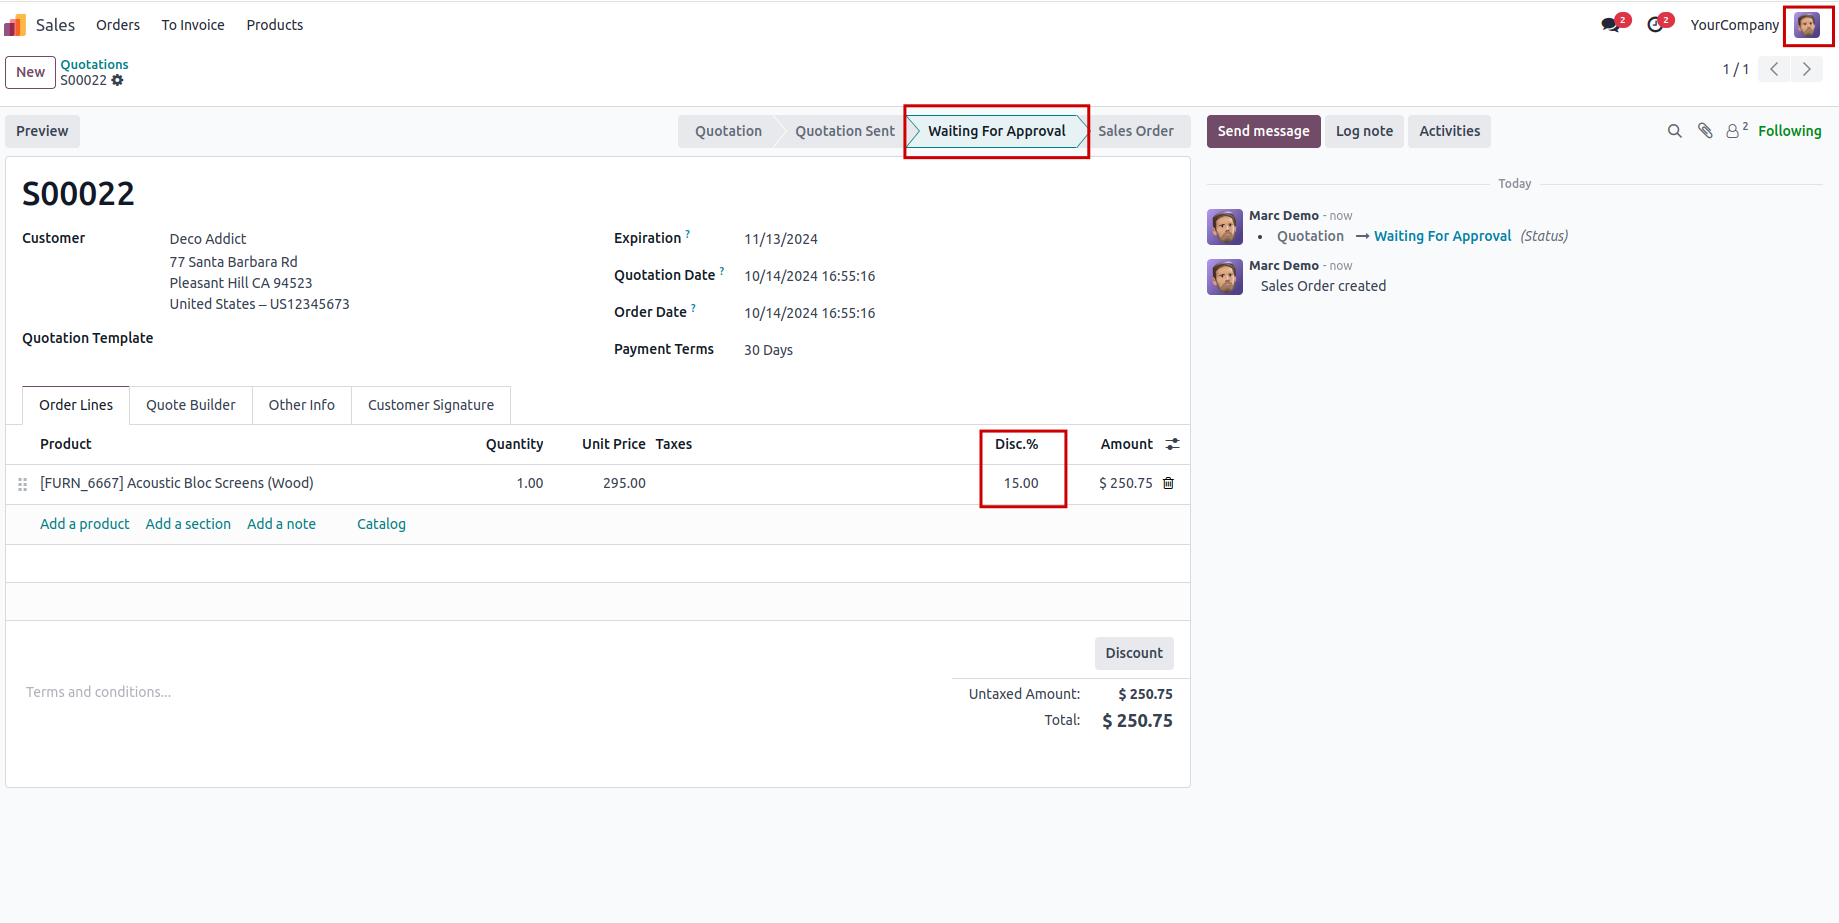 Sales Orders To Invoice Products 2 2 YourCompany
New Quotations
S00022 1 / 1
Preview Quotation Quotation Sent Waiting For Approval Sales Order Send message Log note Activities 2 Following
Today
S00022
Marc Demo - now
Quotation → Waiting For Approval (Status)
Marc Demo - now
Sales Order created
Customer Deco Addict
77 Santa Barbara Rd
Pleasant Hill CA 94523
United States – US12345673
Quotation Template
Expiration ? 11/13/2024
Quotation Date ? 10/14/2024 16:55:16
Order Date ? 10/14/2024 16:55:16
Payment Terms 30 Days
Order Lines Quote Builder Other Info Customer Signature
Product Quantity Unit Price Taxes Disc.% Amount
[FURN_6667] Acoustic Bloc Screens (Wood) 1.00 295.00 15.00 $ 250.75
Add a product Add a section Add a note Catalog
Discount
Terms and conditions...
Untaxed Amount: $ 250.75
Total: $ 250.75